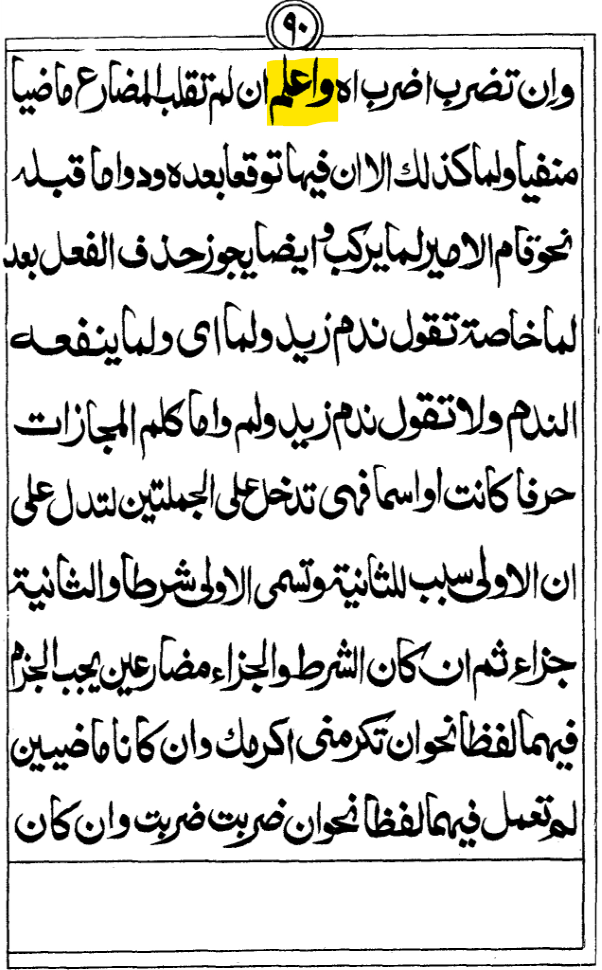 ٩٠
وان تضرب اضرب اه واعلم ان لم تقلب المضارع ماضيا
منفيا ولما كذلك الا ان فيها توقعا بعده ودواما قبله
نحو قام الامير لما يركب وايضا يجوز حذف الفعل بعد
لما خاصة تقول ندم زيد ولما اى ولما ينفعه
الندم ولا تقول ندم زيد ولم واما كلم المجازات
حرفا كانت او اسما فهى تدخل على الجملتين لتدل على
ان الاولى سبب للثانية وتسمى الاولى شرطا والثانية
جزاء ثم ان كان الشرط والجزاء مضارعين يجب الجزم
فيهما لفظا نحو ان تكرمنى اكرمك وان كانا ماضيين
لم تعمل فيهما لفظا نحو ان ضربت ضربت وان كان